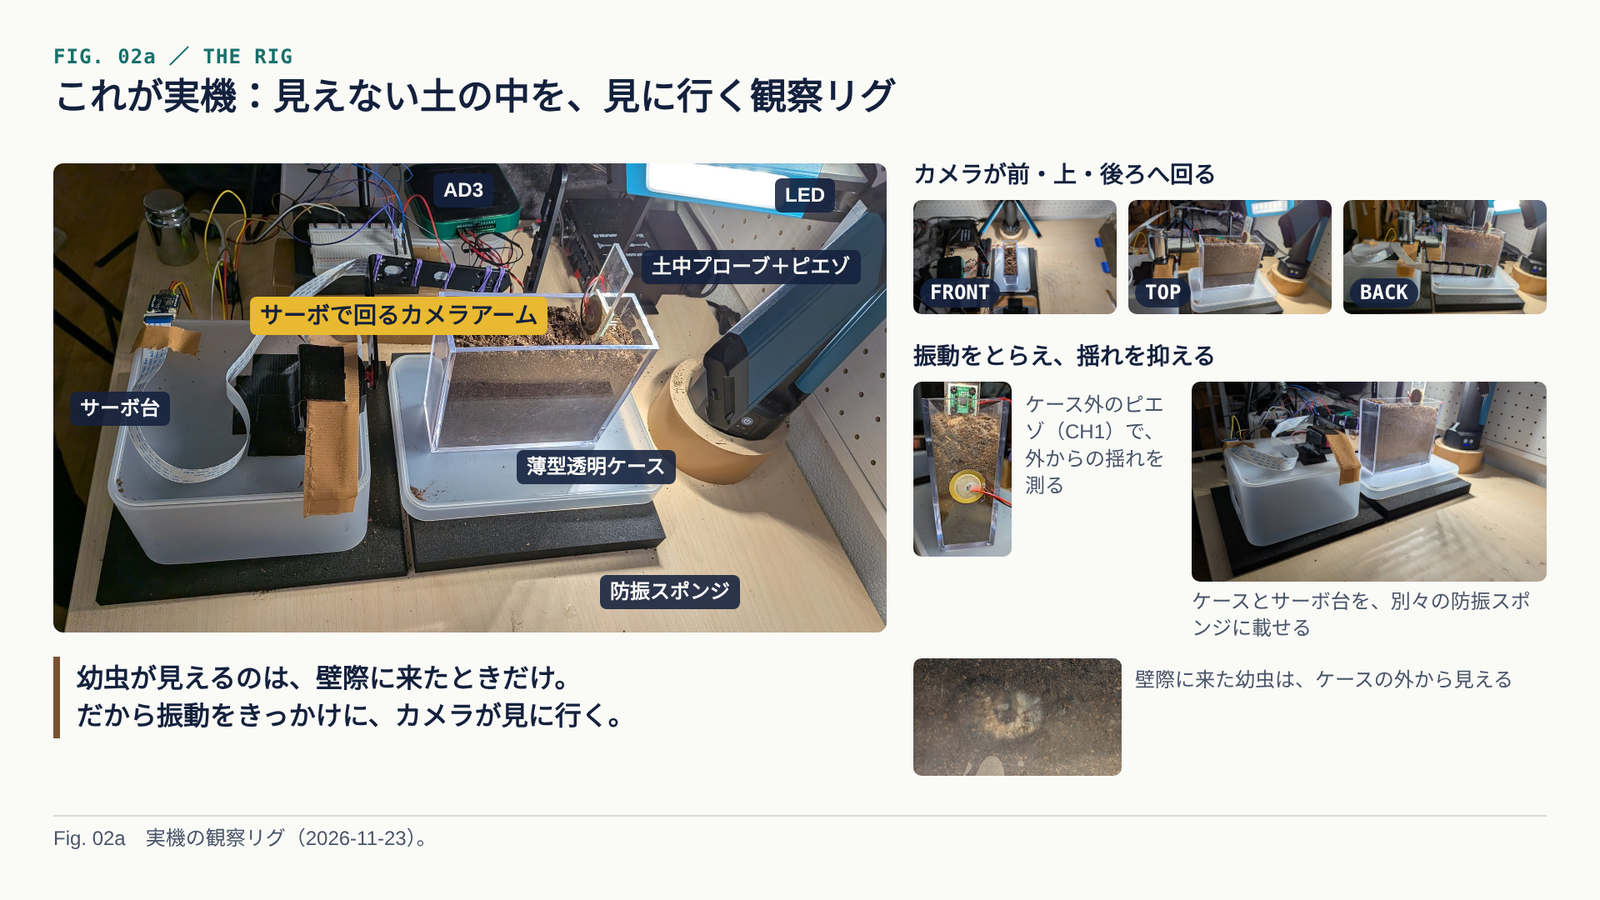 FIG. 02a ／ THE RIG
これが実機：見えない土の中を、見に行く観察リグ
AD3
LED
土中プローブ＋ピエゾ
サーボで回るカメラアーム
サーボ台
薄型透明ケース
防振スポンジ
幼虫が見えるのは、壁際に来たときだけ。
だから振動をきっかけに、カメラが見に行く。
カメラが前・上・後ろへ回る
FRONT
TOP
BACK
振動をとらえ、揺れを抑える
ケース外のピエ
ゾ（CH1）で、
外からの揺れを
測る
ケースとサーボ台を、別々の防振スポ
ンジに載せる
壁際に来た幼虫は、ケースの外から見える
Fig. 02a　実機の観察リグ（2026-11-23）。